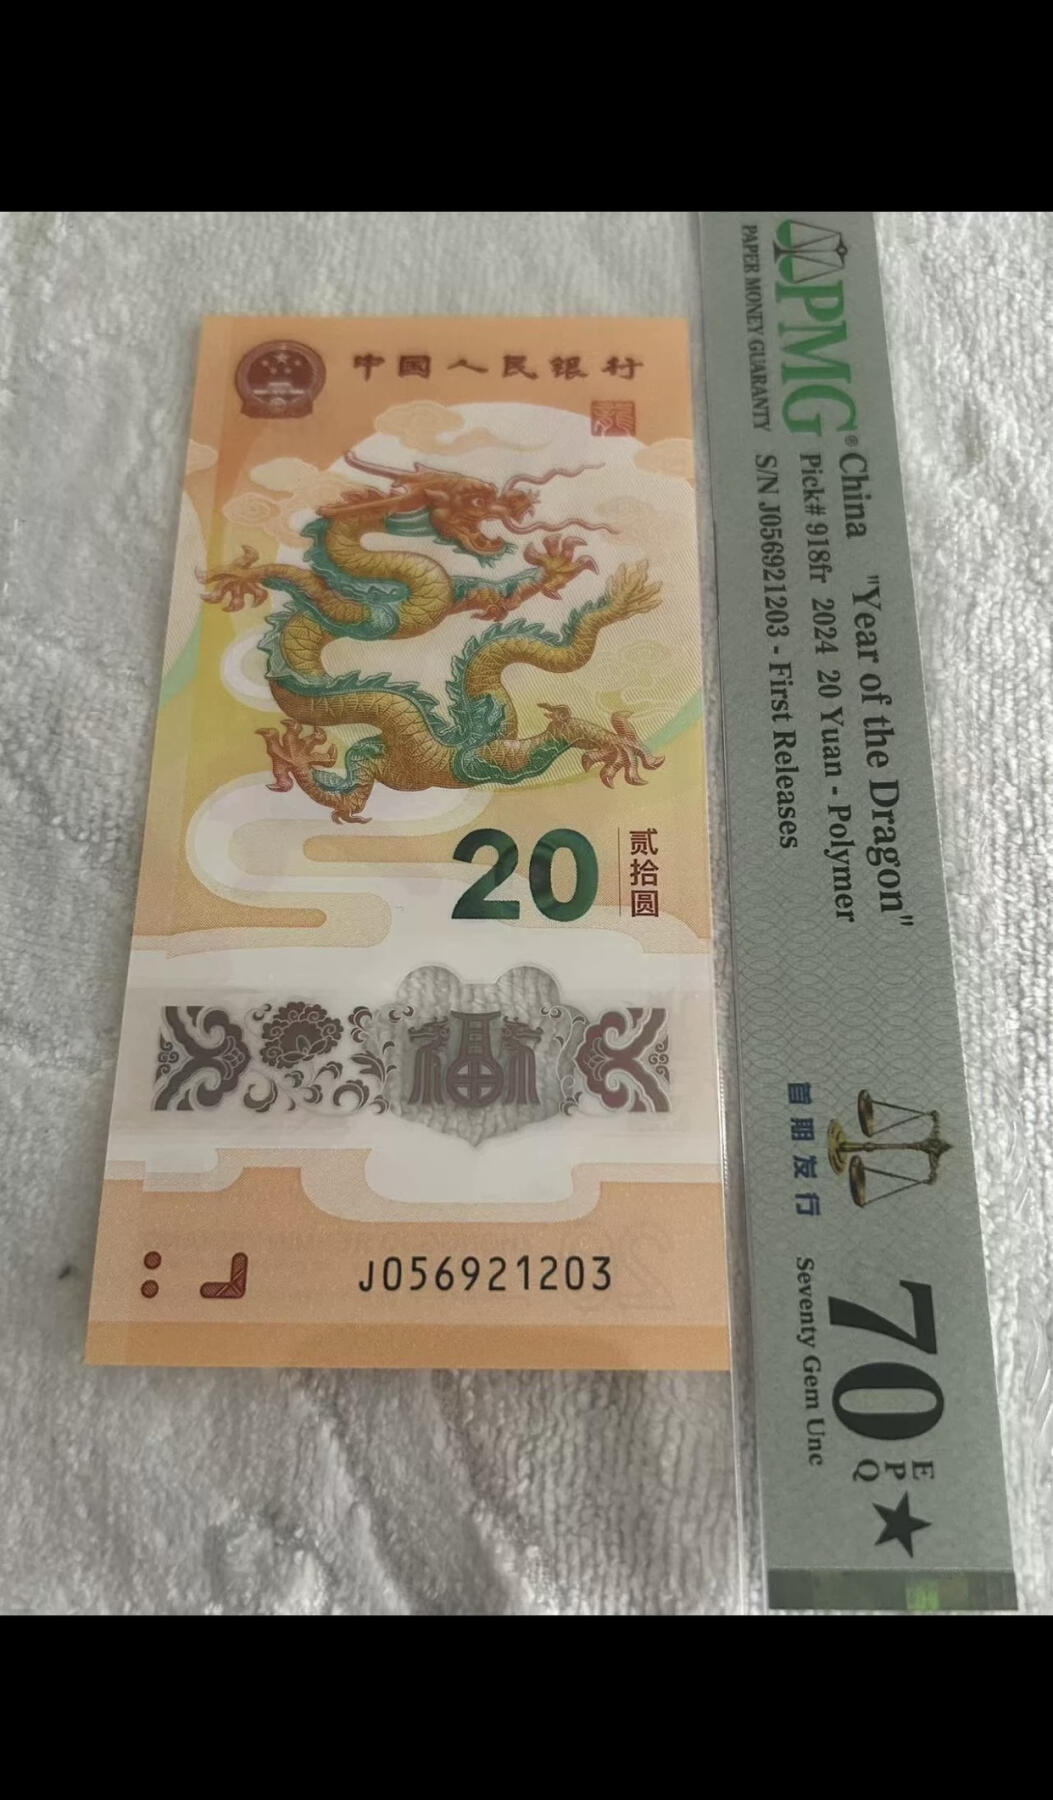 中国人民银行
龍
20
贰拾圆
福
J056921203
PMG®
PAPER MONEY GUARANTY
China "Year of the Dragon"
Pick# 918fr 2024 20 Yuan - Polymer
S/N J056921203 - First Releases
首期发行
70 EPQ ★
Seventy Gem Unc